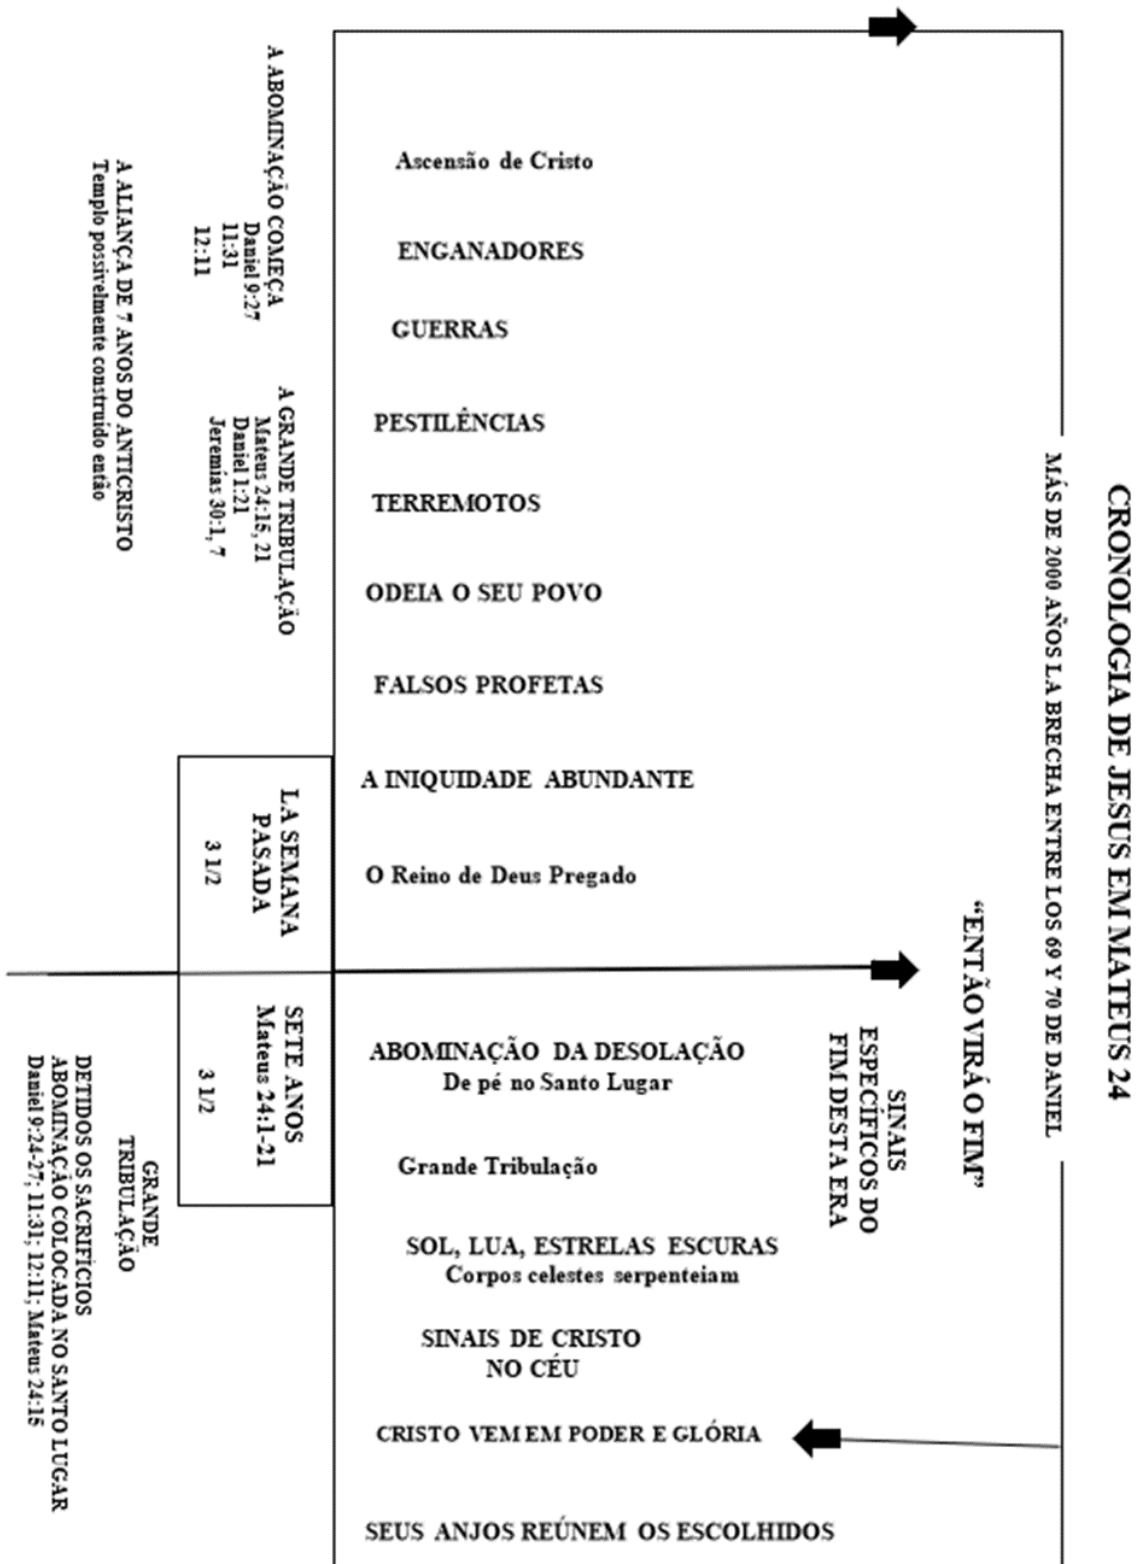 CRONOLOGIA DE JESUS EM MATEUS 24
MÁS DE 2000 AÑOS LA BRECHA ENTRE LOS 69 Y 70 DE DANIEL
“ENTÃO VIRÁ O FIM”
SINAIS
ESPECÍFICOS DO
FIM DESTA ERA
Ascensão de Cristo
ENGANADORES
GUERRAS
PESTILÊNCIAS
TERREMOTOS
ODEIA O SEU POVO
FALSOS PROFETAS
A INIQUIDADE ABUNDANTE
O Reino de Deus Pregado
ABOMINAÇÃO DA DESOLAÇÃO
De pé no Santo Lugar
Grande Tribulação
SOL, LUA, ESTRELAS ESCURAS
Corpos celestes serpenteiam
SINAIS DE CRISTO
NO CÉU
CRISTO VEM EM PODER E GLÓRIA
SEUS ANJOS REÚNEM OS ESCOLHIDOS
A ABOMINAÇÃO COMEÇA
Daniel 9:27
11:31
12:11
A GRANDE TRIBULAÇÃO
Mateus 24:15, 21
Daniel 1:21
Jeremias 30:1, 7
A ALIANÇA DE 7 ANOS DO ANTICRISTO
Templo possivelmente construído então
LA SEMANA
PASADA
3 1/2
SETE ANOS
Mateus 24:1-21
3 1/2
GRANDE
TRIBULAÇÃO
DETIDOS OS SACRIFÍCIOS
ABOMINAÇÃO COLOCADA NO SANTO LUGAR
Daniel 9:24-27; 11:31; 12:11; Mateus 24:15